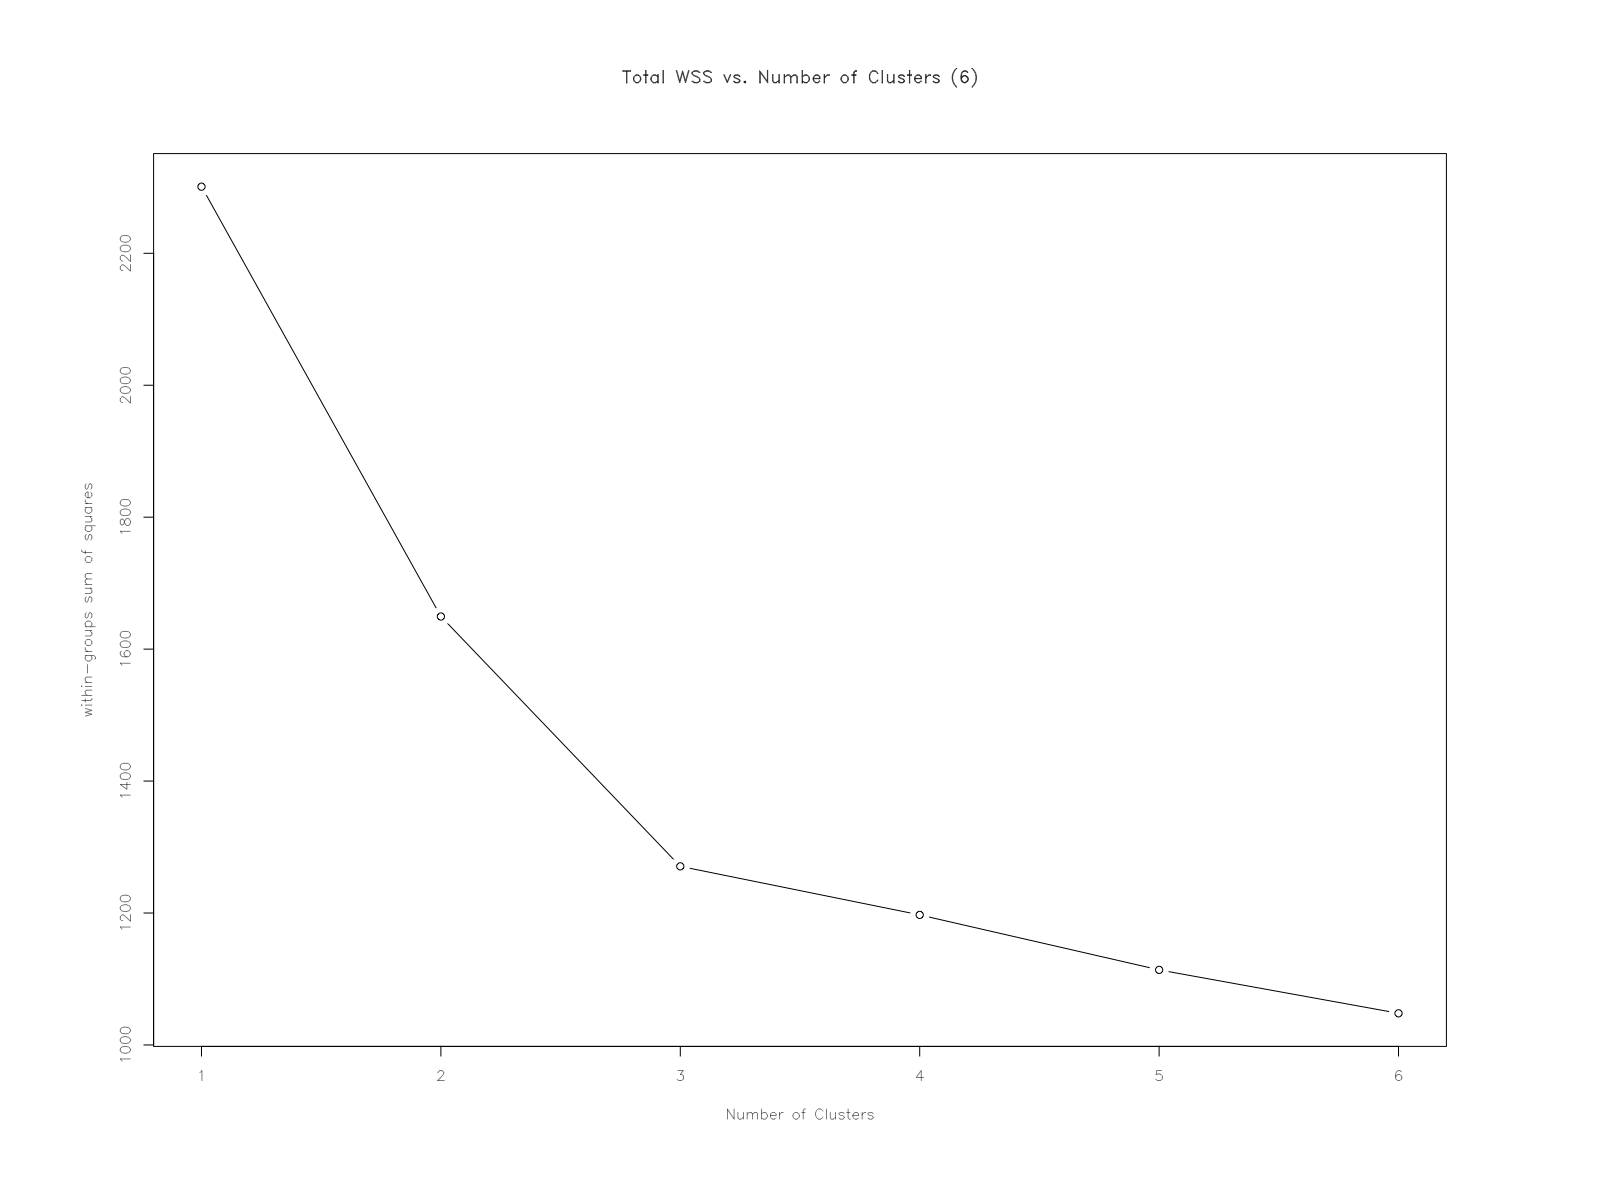 Total WSS vs. Number of Clusters (6)
within-groups sum of squares
2200
2000
1800
1600
1400
1200
1000
1 2 3 4 5 6
Number of Clusters